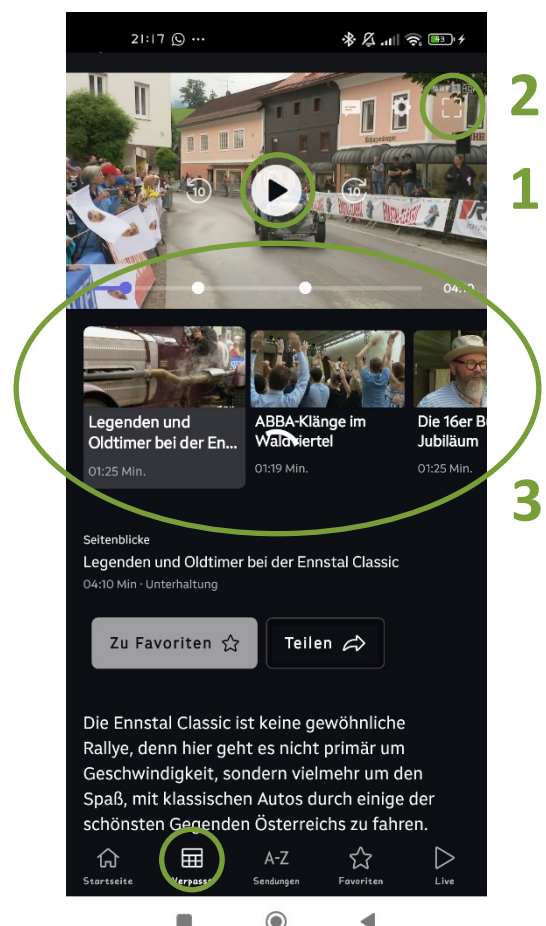 21:17 ...
43
2
10
10
1
04:10
Legenden und
Oldtimer bei der En...
01:25 Min.
ABBA-Klänge im
Waldviertel
01:19 Min.
Die 16er B
Jubiläum
01:25 Min.
3
Seitenblicke
Legenden und Oldtimer bei der Ennstal Classic
04:10 Min · Unterhaltung
Zu Favoriten
Teilen
Die Ennstal Classic ist keine gewöhnliche
Rallye, denn hier geht es nicht primär um
Geschwindigkeit, sondern vielmehr um den
Spaß, mit klassischen Autos durch einige der
schönsten Gegenden Österreichs zu fahren.
Startseite
Verpasst
A-Z
Sendungen
Favoriten
Live